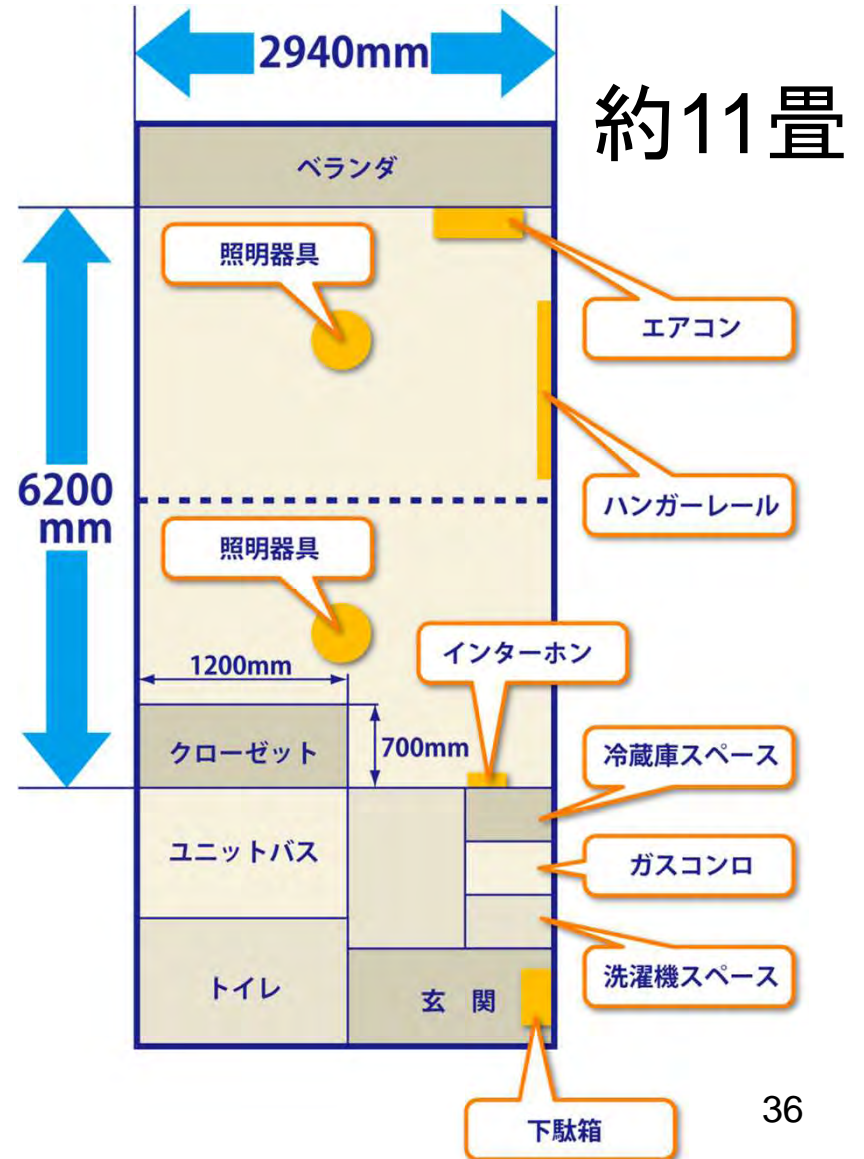 2940mm
約11畳
ベランダ
照明器具
エアコン
6200
mm
ハンガーレール
照明器具
インターホン
1200mm
クローゼット
700mm
冷蔵庫スペース
ユニットバス
ガスコンロ
トイレ
玄 関
洗濯機スペース
下駄箱
36